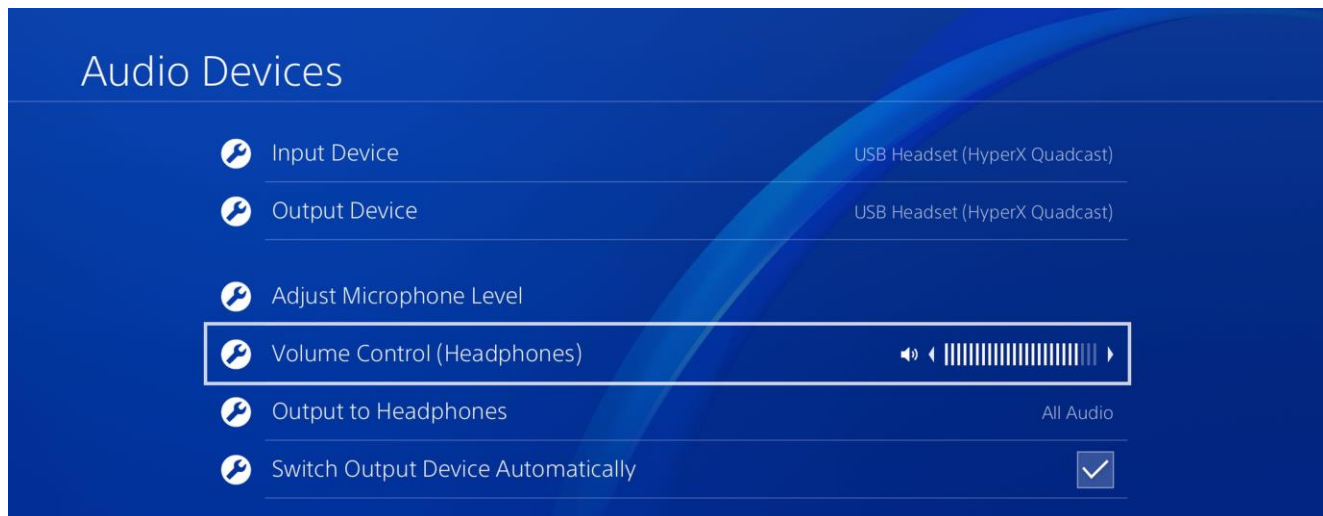 Audio Devices
Input Device USB Headset (HyperX Quadcast)
Output Device USB Headset (HyperX Quadcast)
Adjust Microphone Level
Volume Control (Headphones)
Output to Headphones All Audio
Switch Output Device Automatically